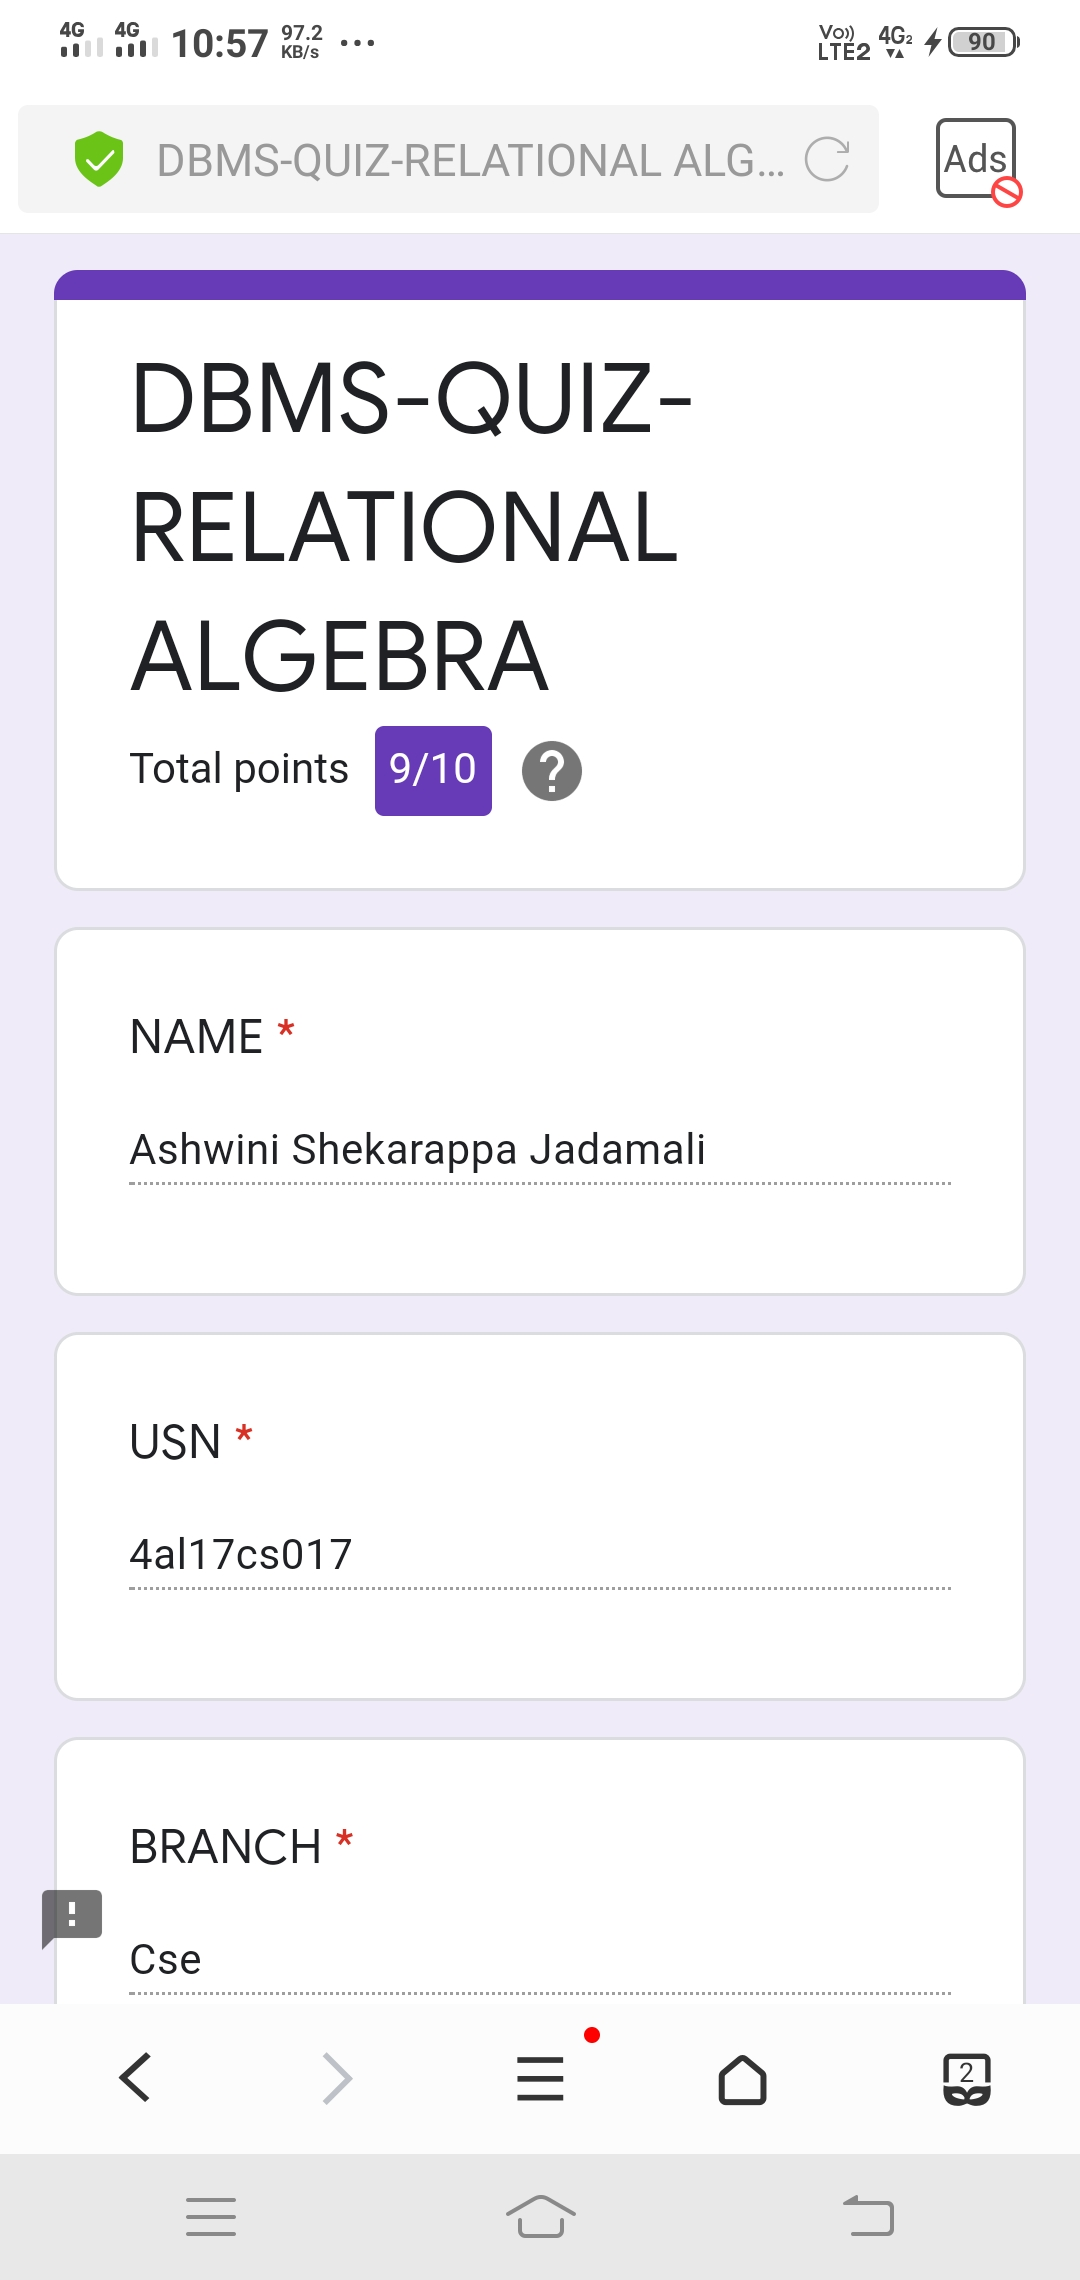 4G 4G 10:57 97.2 KB/s ... Vo)) LTE2 4G2 90
DBMS-QUIZ-RELATIONAL ALG... Ads
DBMS-QUIZ-
RELATIONAL
ALGEBRA
Total points 9/10 ?
NAME *
Ashwini Shekarappa Jadamali
USN *
4al17cs017
BRANCH *
!
Cse
2